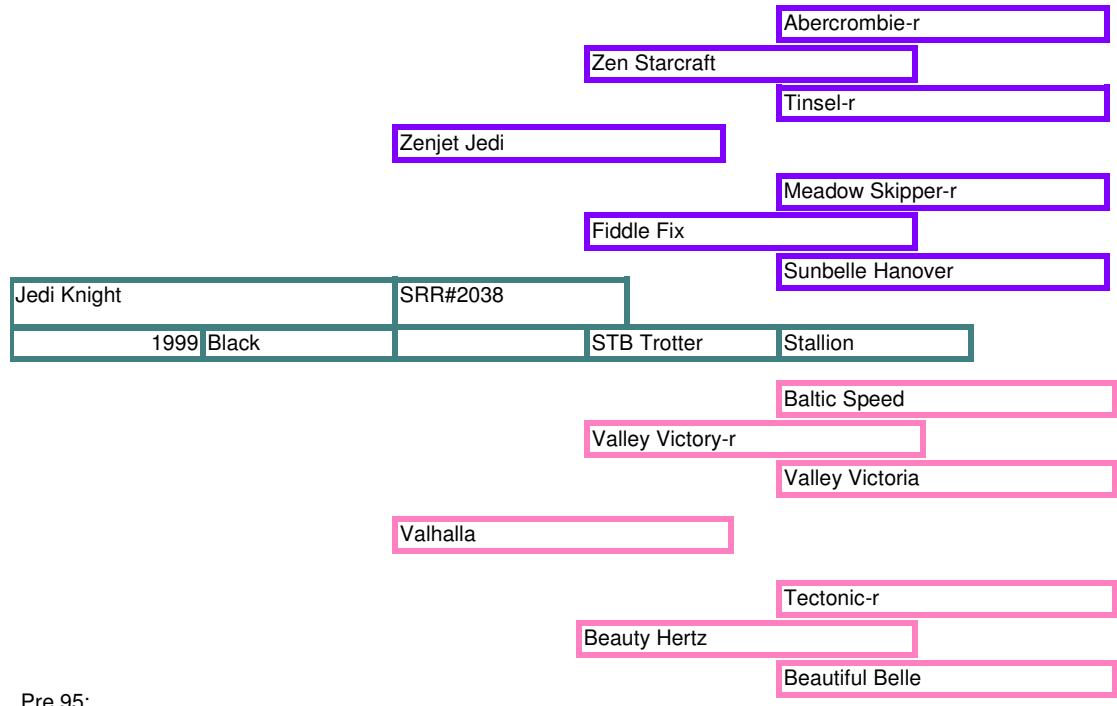 Abercrombie-r
Zen Starcraft
Tinsel-r
Zenjet Jedi
Meadow Skipper-r
Fiddle Fix
Sunbelle Hanover
Jedi Knight SRR#2038
1999 Black STB Trotter Stallion
Baltic Speed
Valley Victory-r
Valley Victoria
Valhalla
Tectonic-r
Beauty Hertz
Beautiful Belle
Pre 95: